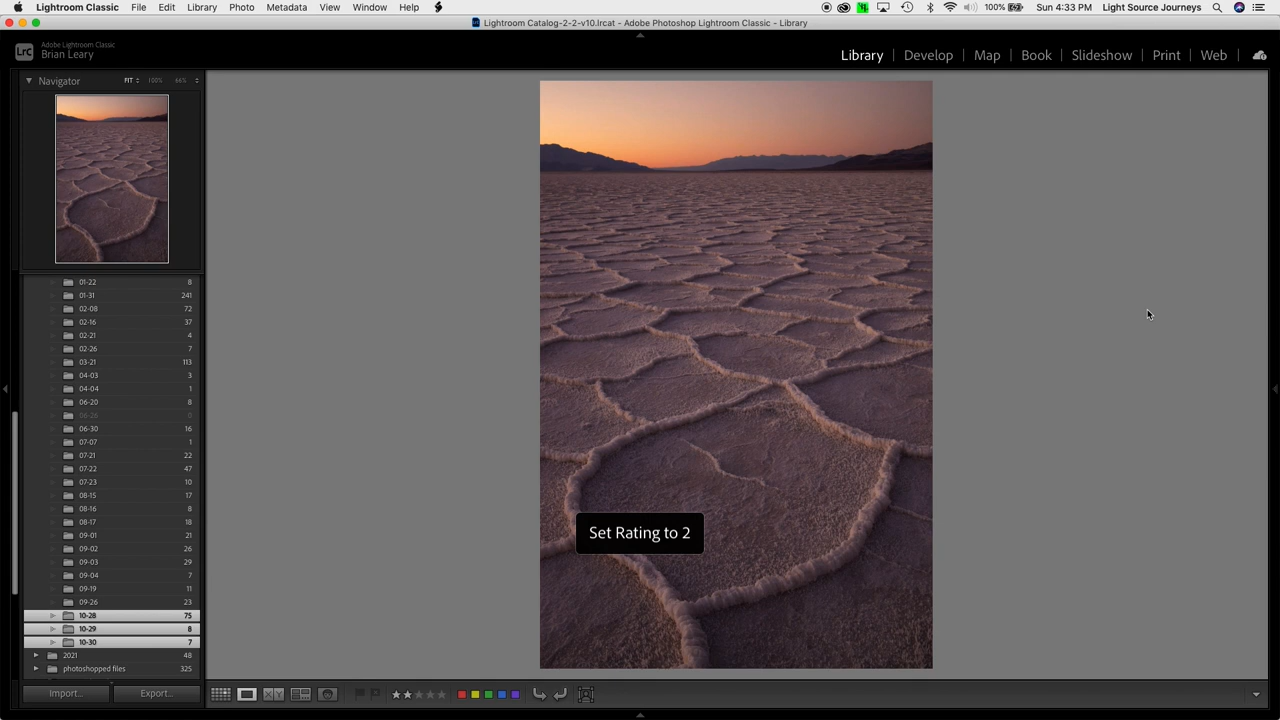 Lightroom Classic File Edit Library Photo Metadata View Window Help 100% Sun 4:33 PM Light Source Journeys
Lightroom Catalog-2-2-v10.lrcat - Adobe Photoshop Lightroom Classic - Library
LrC Adobe Lightroom Classic
Brian Leary
Library | Develop | Map | Book | Slideshow | Print | Web
Navigator FIT 100% 66%
01-22 8
01-31 241
02-08 72
02-16 37
02-21 4
02-26 7
03-21 113
04-03 3
04-04 1
06-20 8
06-26 0
06-30 16
07-07 1
07-21 22
07-22 47
07-23 10
08-15 17
08-16 8
08-17 18
09-01 21
09-02 26
09-03 29
09-04 7
09-19 11
09-26 23
10-28 75
10-29 8
10-30 7
2021 48
photoshopped files 325
Set Rating to 2
Import... Export...
XY